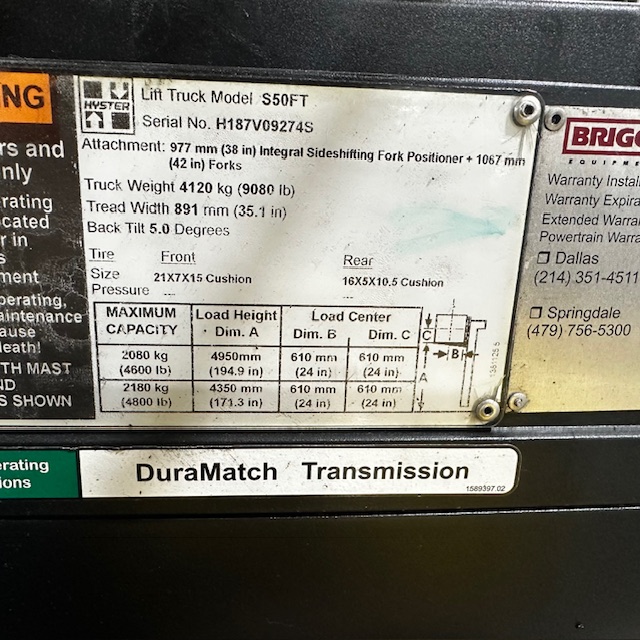 NG
rs and
nly
erating
cated
r in
s
ment
perating,
aintenance
ause
death!
TH MAST
ND
S SHOWN
HYSTER
Lift Truck Model S50FT
Serial No. H187V09274S
Attachment: 977 mm (38 in) Integral Sideshifting Fork Positioner + 1067 mm
(42 in) Forks
Truck Weight 4120 kg (9080 lb)
Tread Width 891 mm (35.1 in)
Back Tilt 5.0 Degrees
Tire Front Rear
Size 21X7X15 Cushion 16X5X10.5 Cushion
Pressure --- ---
MAXIMUM CAPACITY Load Height Dim. A Load Center Dim. B Dim. C
2080 kg 4950mm 610 mm 610 mm
(4600 lb) (194.9 in) (24 in) (24 in)
2180 kg 4350 mm 610 mm 610 mm
(4800 lb) (171.3 in) (24 in) (24 in)
C
B
A
BRIGG
EQUIPME
Warranty Install
Warranty Expira
Extended Warra
Powertrain Warra
Dallas
(214) 351-4511
Springdale
(479) 756-5300
erating
ions
DuraMatch Transmission
1589397 02